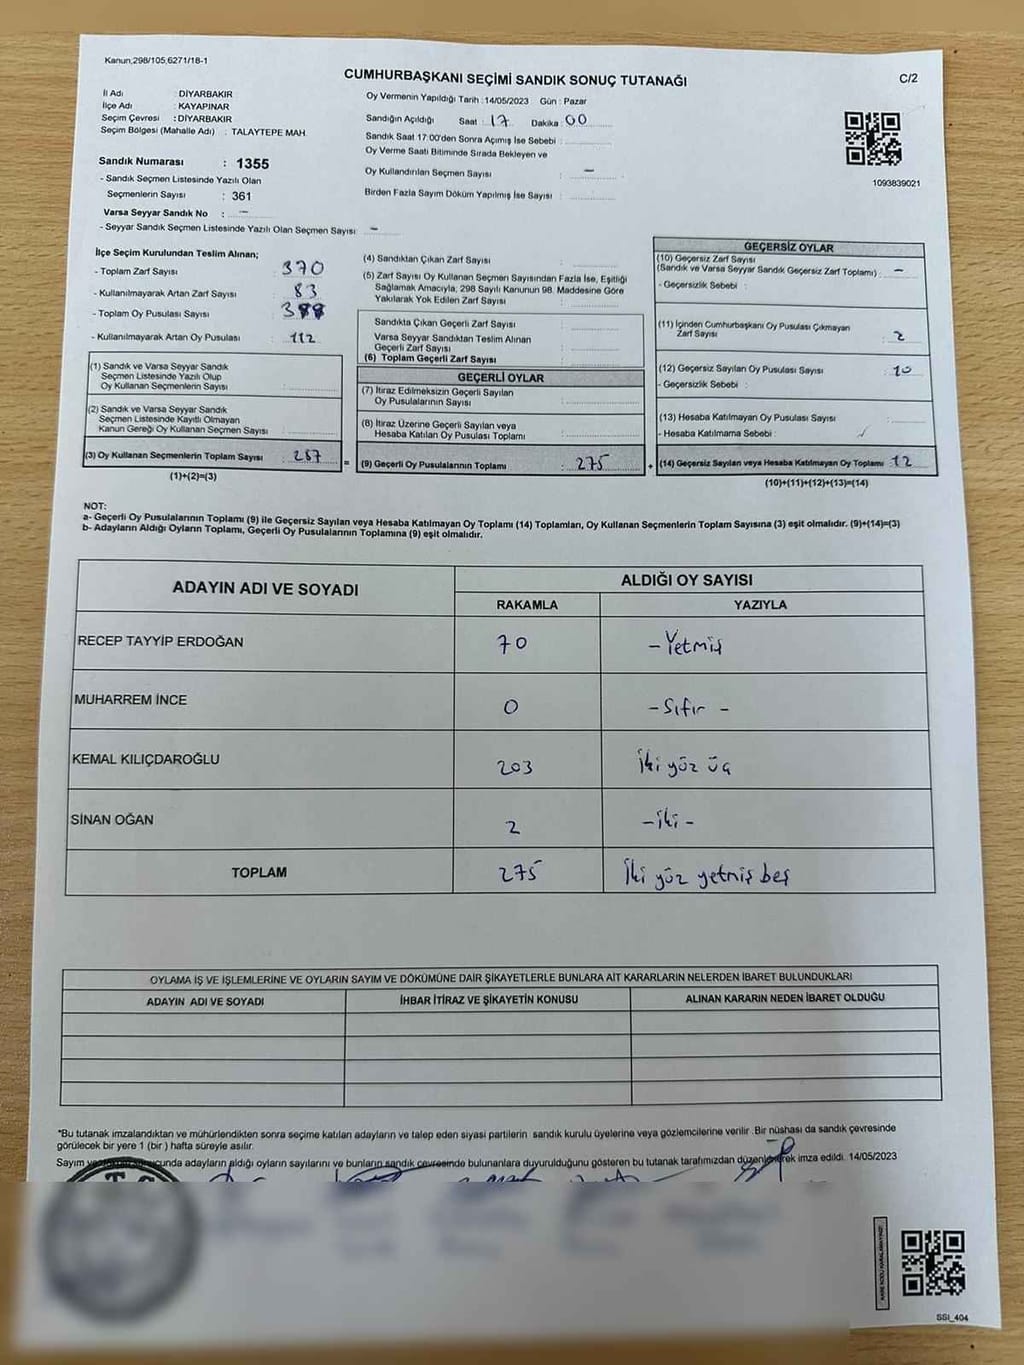 Kanun,298/105,6271/18-1
CUMHURBAŞKANI SEÇİMİ SANDIK SONUÇ TUTANAĞI
C/2
İl Adı : DİYARBAKIR
İlçe Adı : KAYAPINAR
Seçim Çevresi : DİYARBAKIR
Seçim Bölgesi (Mahalle Adı) : TALAYTEPE MAH.
Sandık Numarası : 1355
- Sandık Seçmen Listesinde Yazılı Olan
Seçmenlerin Sayısı : 361
Varsa Seyyar Sandık No : -
- Seyyar Sandık Seçmen Listesinde Yazılı Olan Seçmen Sayısı : -
Oy Vermenin Yapıldığı Tarih :14/05/2023 Gün : Pazar
Sandığın Açıldığı Saat : 17 Dakika : 00
Sandık Saat 17:00'den Sonra Açımış İse Sebebi :
Oy Verme Saati Bitiminde Sırada Bekleyen ve
Oy Kullandırılan Seçmen Sayısı : -
Birden Fazla Sayım Döküm Yapılmış İse Sayısı :
1093839021
İlçe Seçim Kurulundan Teslim Alınan;
- Toplam Zarf Sayısı : 370
- Kullanılmayarak Artan Zarf Sayısı : 83
- Toplam Oy Pusulası Sayısı :
- Kullanılmayarak Artan Oy Pusulası : 112
(1) Sandık ve Varsa Seyyar Sandık
Seçmen Listesinde Yazılı Olup
Oy Kullanan Seçmenlerin Sayısı :
(2) Sandık ve Varsa Seyyar Sandık
Seçmen Listesinde Kayıtlı Olmayan
Kanun Gereği Oy Kullanan Seçmen Sayısı :
(3) Oy Kullanan Seçmenlerin Toplam Sayısı : 287 =
(1)+(2)=(3)
(4) Sandıktan Çıkan Zarf Sayısı :
(5) Zarf Sayısı Oy Kullanan Seçmen Sayısından Fazla İse, Eşitliği
Sağlamak Amacıyla, 298 Sayılı Kanunun 98. Maddesine Göre
Yakılarak Yok Edilen Zarf Sayısı :
Sandıkta Çıkan Geçerli Zarf Sayısı :
Varsa Seyyar Sandıktan Teslim Alınan
Geçerli Zarf Sayısı :
(6) Toplam Geçerli Zarf Sayısı :
GEÇERLİ OYLAR
(7) İtiraz Edilmeksizin Geçerli Sayılan
Oy Pusulalarının Sayısı :
(8) İtiraz Üzerine Geçerli Sayılan veya
Hesaba Katılan Oy Pusulası Toplamı :
(9) Geçerli Oy Pusulalarının Toplamı : 275 +
GEÇERSİZ OYLAR
(10) Geçersiz Zarf Sayısı
(Sandık ve Varsa Seyyar Sandık Geçersiz Zarf Toplamı) : -
- Geçersizlik Sebebi :
(11) İçinden Cumhurbaşkanı Oy Pusulası Çıkmayan
Zarf Sayısı : 2
(12) Geçersiz Sayılan Oy Pusulası Sayısı : 10
- Geçersizlik Sebebi :
(13) Hesaba Katılmayan Oy Pusulası Sayısı :
- Hesaba Katılmama Sebebi :
(14) Geçersiz Sayılan veya Hesaba Katılmayan Oy Toplamı : 12
(10)+(11)+(12)+(13)=(14)
NOT:
a- Geçerli Oy Pusulalarının Toplamı (9) ile Geçersiz Sayılan veya Hesaba Katılmayan Oy Toplamı (14) Toplamları, Oy Kullanan Seçmenlerin Toplam Sayısına (3) eşit olmalıdır. (9)+(14)=(3)
b- Adayların Aldığı Oyların Toplamı, Geçerli Oy Pusulalarının Toplamına (9) eşit olmalıdır.
ADAYIN ADI VE SOYADI
ALDIĞI OY SAYISI
RAKAMLA YAZIYLA
RECEP TAYYİP ERDOĞAN 70 - Yetmiş
MUHARREM İNCE 0 - Sıfır -
KEMAL KILIÇDAROĞLU 203 İki yüz üç
SİNAN OĞAN 2 - iki -
TOPLAM 275 İki yüz yetmiş beş
OYLAMA İŞ VE İŞLEMLERİNE VE OYLARIN SAYIM VE DÖKÜMÜNE DAİR ŞİKAYETLERLE BUNLARA AİT KARARLARIN NELERDEN İBARET BULUNDUKLARI
ADAYIN ADI VE SOYADI İHBAR İTİRAZ VE ŞİKAYETİN KONUSU ALINAN KARARIN NEDEN İBARET OLDUĞU
*Bu tutanak imzalandıktan ve mühürlendikten sonra seçime katılan adayların ve talep eden siyasi partilerin sandık kurulu üyelerine veya gözlemcilerine verilir. Bir nüshası da sandık çevresinde
görülecek bir yere 1 (bir) hafta süreyle asılır.
Sayım ve sonucunda adayların aldığı oyların sayılarını ve bunların sandık çevresinde bulunanlara duyurulduğunu gösteren bu tutanak tarafımızdan düzenlenerek imza edildi. 14/05/2023
SSI_404